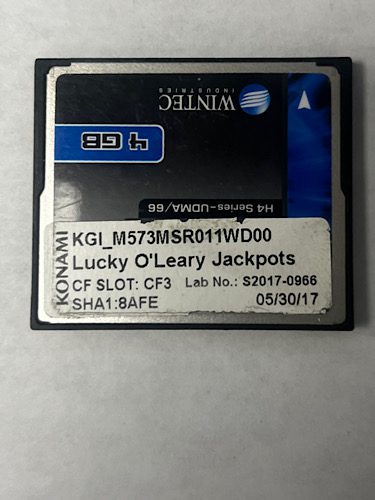 WINTEC
INDUSTRIES
4 GB
H4 Series-UDMA/66
KONAMI
KGI_M573MSR011WD00
Lucky O'Leary Jackpots
CF SLOT: CF3 Lab No.: S2017-0966
SHA1:8AFE 05/30/17